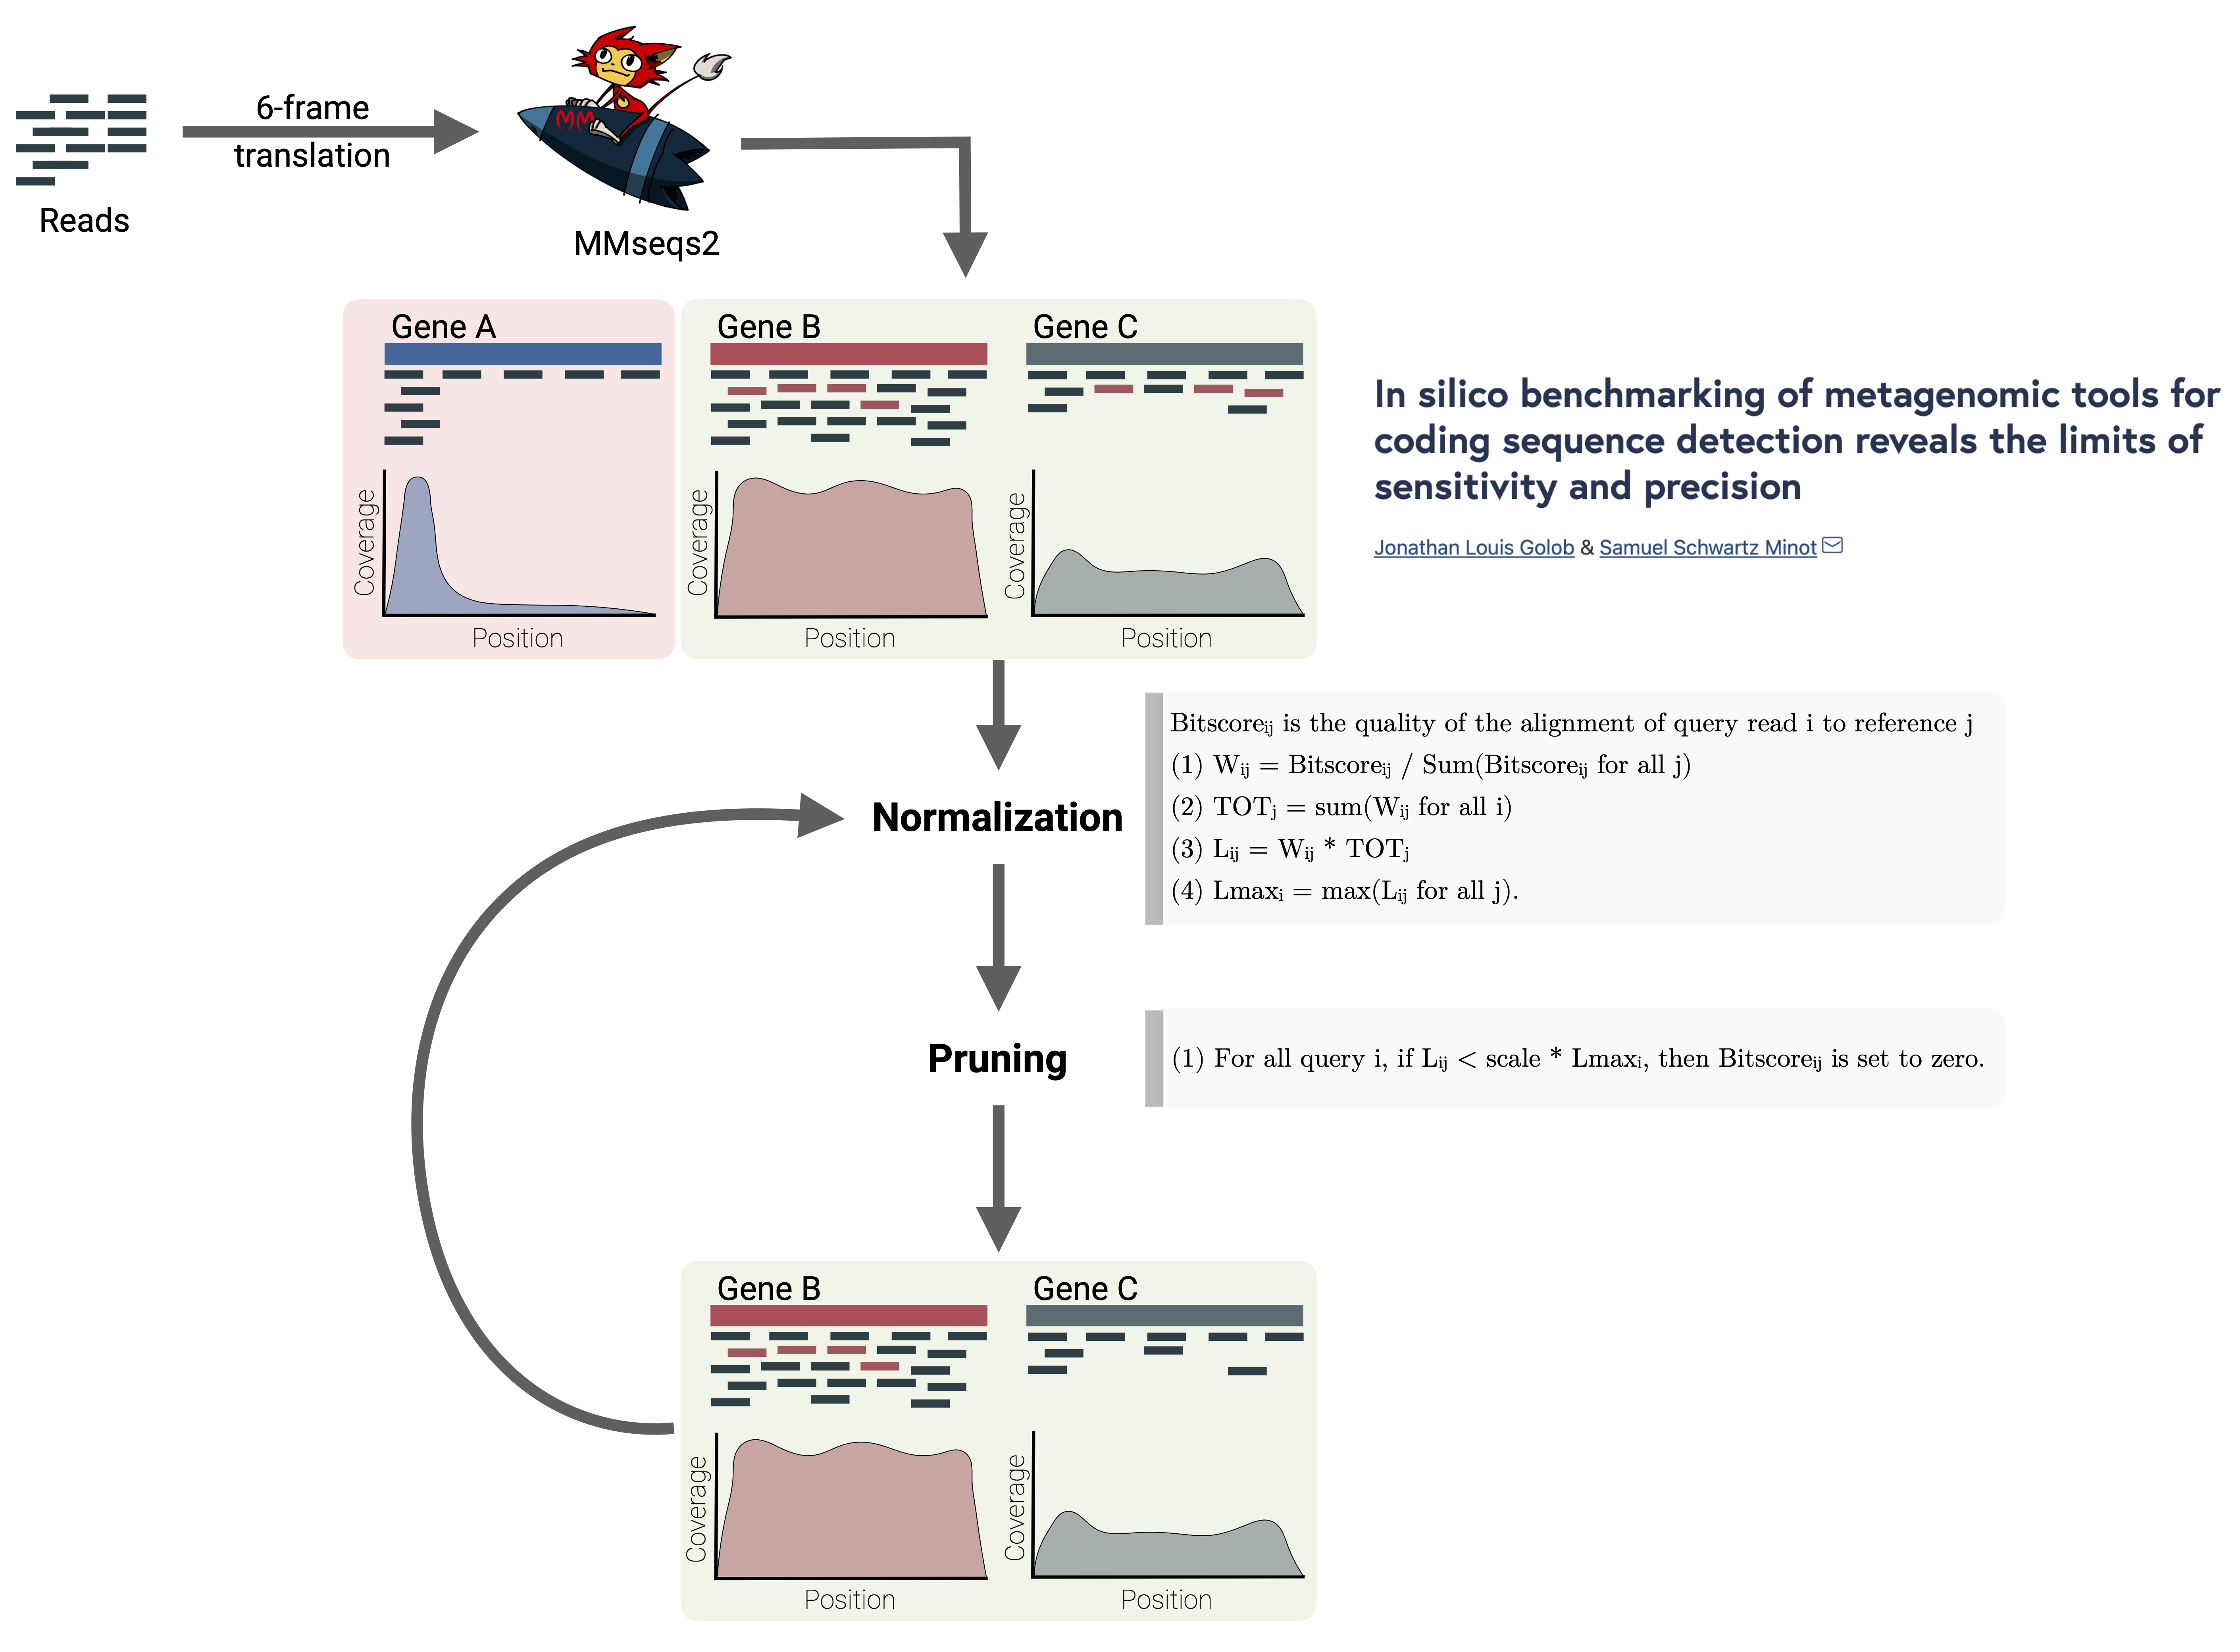 6-frame
translation
Reads
MM
MMseqs2
Gene A
Gene B
Gene C
Coverage
Position
Coverage
Position
Coverage
Position
In silico benchmarking of metagenomic tools for
coding sequence detection reveals the limits of
sensitivity and precision
Jonathan Louis Golob & Samuel Schwartz Minot
Normalization
Bitscoreᵢⱼ is the quality of the alignment of query read i to reference j
(1) Wᵢⱼ = Bitscoreᵢⱼ / Sum(Bitscoreᵢⱼ for all j)
(2) TOTⱼ = sum(Wᵢⱼ for all i)
(3) Lᵢⱼ = Wᵢⱼ * TOTⱼ
(4) Lmaxᵢ = max(Lᵢⱼ for all j).
Pruning
(1) For all query i, if Lᵢⱼ < scale * Lmaxᵢ, then Bitscoreᵢⱼ is set to zero.
Gene B
Gene C
Coverage
Position
Coverage
Position